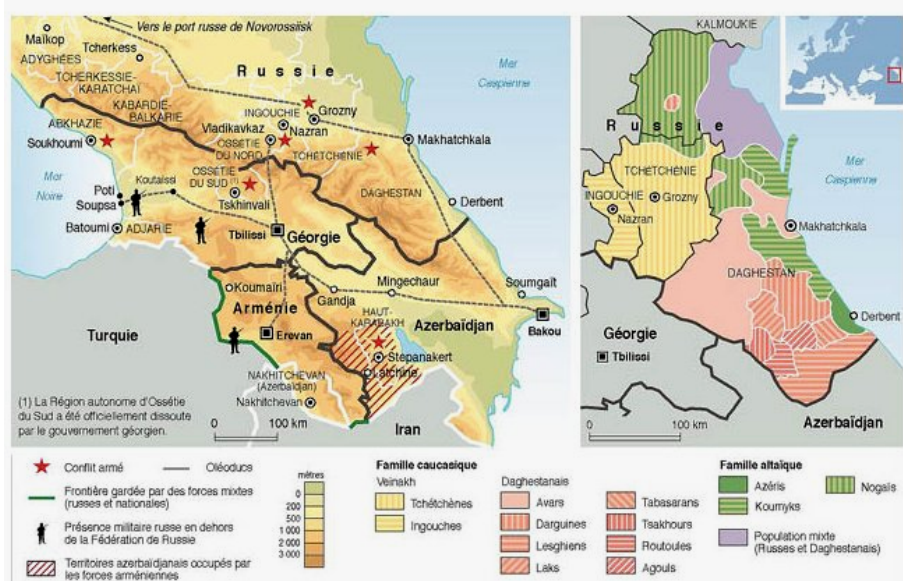 Vers le port russe de Novorossiïsk
Maïkop
ADYGHÉES
Tcherkess
TCHERKESSIE-
KARATCHAI
KABARDIE-
BALKARIE
Russie
INGOUCHIE
Grozny
Nazran
Vladikavkaz
OSSÉTIE
DU NORD
TCHÉTCHÉNIE
Makhatchkala
Mer
Caspienne
ABKHAZIE
Soukhoumi
Mer
Noire
Poti
Soupsa
Koutaïssi
OSSÉTIE
DU SUD (1)
Tskhinvali
DAGHESTAN
Derbent
Batoumi
ADJARIE
Tbilissi
Géorgie
Koumaïri
Arménie
Erevan
Gandja
Mingechaur
Soumgaït
HAUT-
KARABAKH
Azerbaïdjan
Bakou
Stepanakert
Latchine
Turquie
NAKHITCHEVAN
(Azerbaïdjan)
Nakhitchevan
Iran
(1) La Région autonome d'Ossétie
du Sud a été officiellement dissoute
par le gouvernement géorgien.
0 100 km
KALMOUKIE
Russie
TCHÉTCHÉNIE
INGOUCHIE
Grozny
Nazran
Mer
Caspienne
Makhatchkala
DAGHESTAN
Derbent
Géorgie
Tbilissi
Azerbaïdjan
0 100 km
Conflit armé
Oléoducs
Frontière gardée par des forces mixtes
(russes et nationales)
Présence militaire russe en dehors
de la Fédération de Russie
Territoires azerbaïdjanais occupés par
les forces arméniennes
mètres
0
200
500
1 000
2 000
3 000
Famille caucasique
Veinakh
Tchétchènes
Ingouches
Daghestanais
Avars
Darguines
Lesghiens
Laks
Tabasarans
Tsakhours
Routoules
Agouls
Famille altaïque
Azéris
Koumyks
Nogaïs
Population mixte
(Russes et Daghestanais)